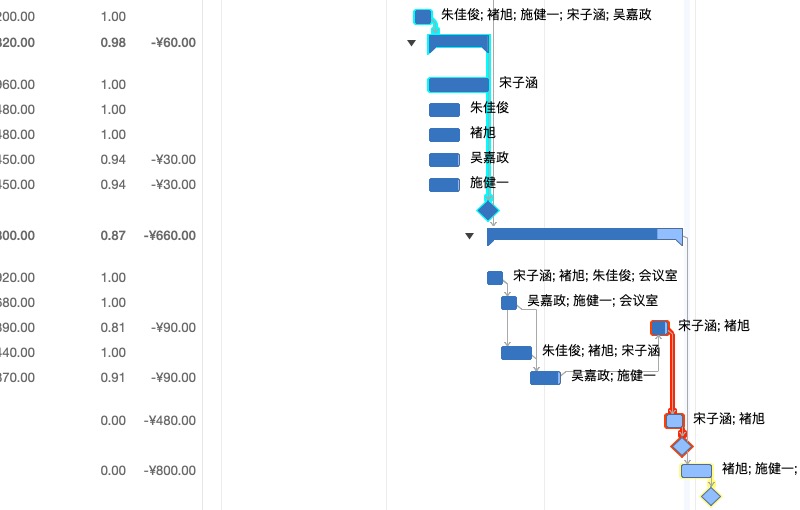 200.00 1.00 朱佳俊; 褚旭; 施健一; 宋子涵; 吴嘉政
820.00 0.98 -¥60.00
960.00 1.00 宋子涵
480.00 1.00 朱佳俊
480.00 1.00 褚旭
450.00 0.94 -¥30.00 吴嘉政
450.00 0.94 -¥30.00 施健一
300.00 0.87 -¥660.00
920.00 1.00 宋子涵; 褚旭; 朱佳俊; 会议室
680.00 1.00 吴嘉政; 施健一; 会议室
390.00 0.81 -¥90.00 宋子涵; 褚旭
440.00 1.00 朱佳俊; 褚旭; 宋子涵
870.00 0.91 -¥90.00 吴嘉政; 施健一
0.00 -¥480.00 宋子涵; 褚旭
0.00 -¥800.00 褚旭; 施健一;